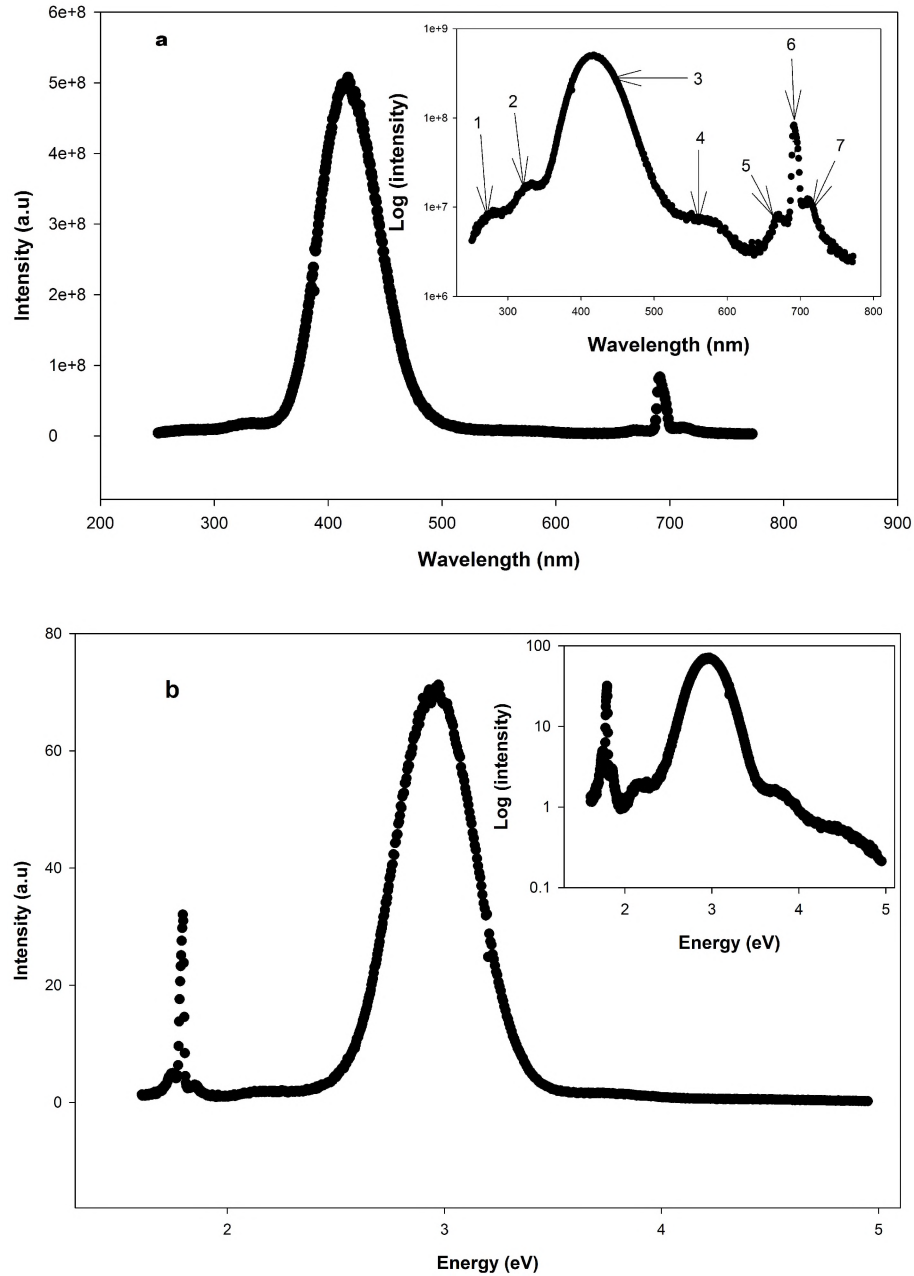 6e+8
a
5e+8
4e+8
3e+8
2e+8
1e+8
0
Intensity (a.u)
200 300 400 500 600 700 800 900
Wavelength (nm)
1e+9
1e+8
1e+7
1e+6
Log (intensity)
1 2 3 4 5 6 7
300 400 500 600 700 800
Wavelength (nm)
80
b
60
40
20
0
Intensity (a.u)
2 3 4 5
Energy (eV)
100
10
1
0.1
Log (intensity)
2 3 4 5
Energy (eV)